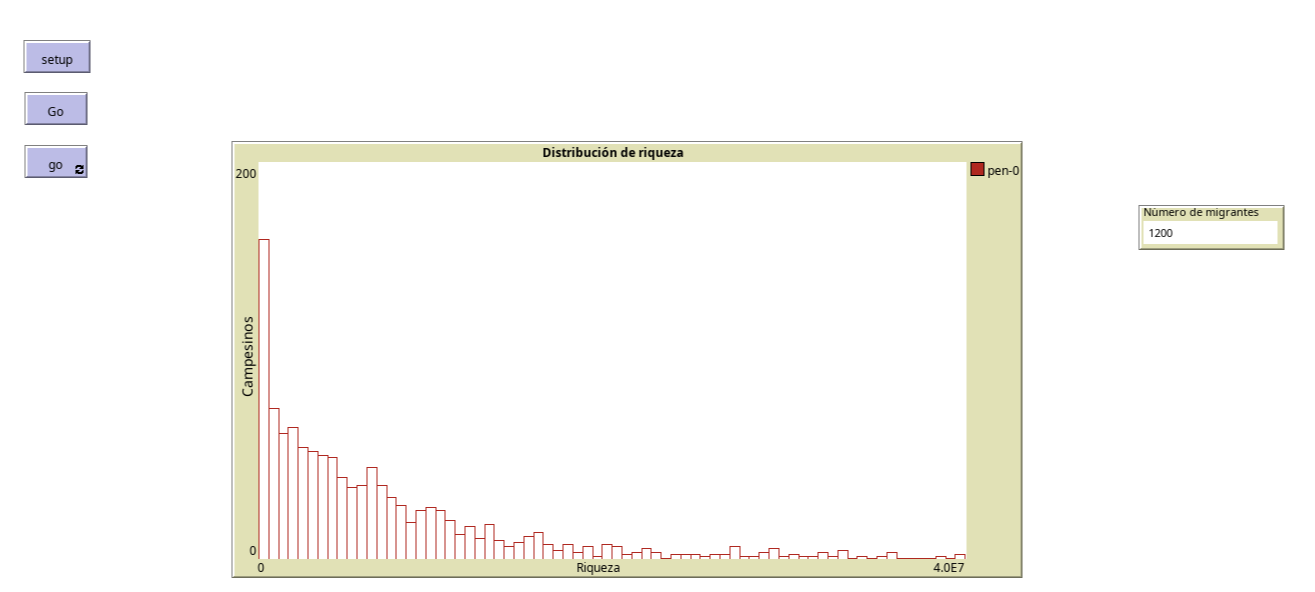 setup
Go
go
Distribución de riqueza
200
Campesinos
0
0
Riqueza
4.0E7
pen-0
Número de migrantes
1200